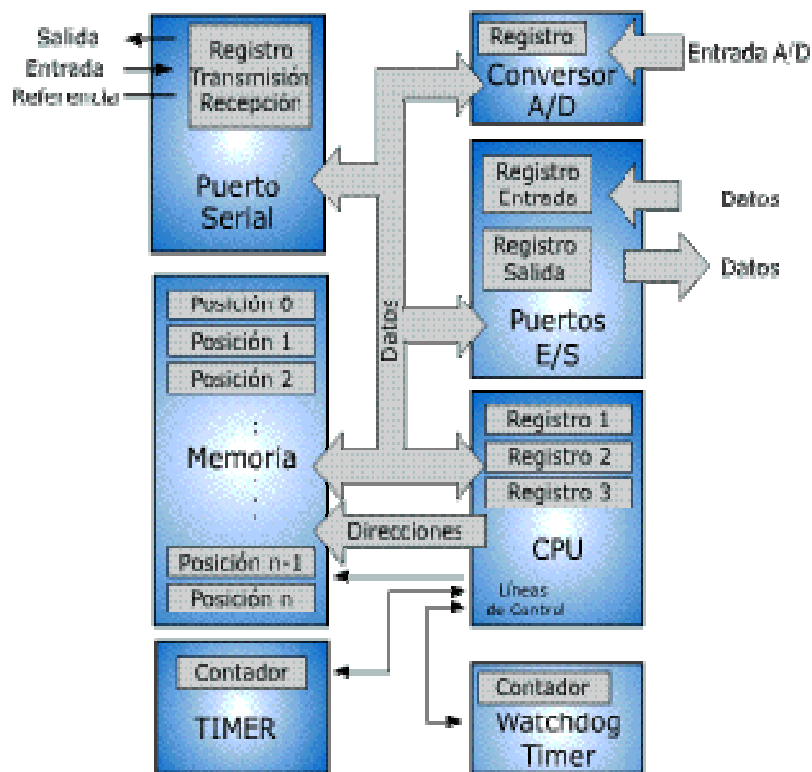 Salida
Entrada
Referencia
Registro
Transmisión
Recepción
Puerto
Serial
Registro
Conversor
A/D
Entrada A/D
Registro
Entrada
Registro
Salida
Puertos
E/S
Datos
Datos
Datos
Posición 0
Posición 1
Posición 2
Memoria
Posición n-1
Posición n
Direcciones
Registro 1
Registro 2
Registro 3
CPU
Líneas
de Control
Contador
TIMER
Contador
Watchdog
Timer